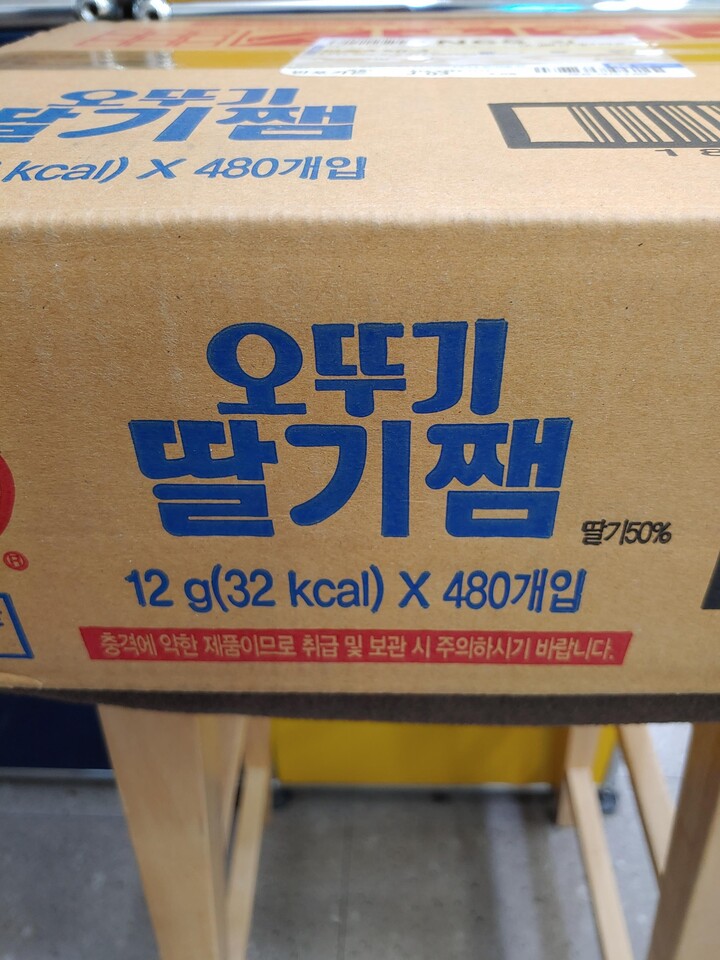 오뚜기
딸기쨈
kcal) X 480개입
오뚜기
딸기쨈
딸기50%
12 g(32 kcal) X 480개입
충격에 약한 제품이므로 취급 및 보관 시 주의하시기 바랍니다.